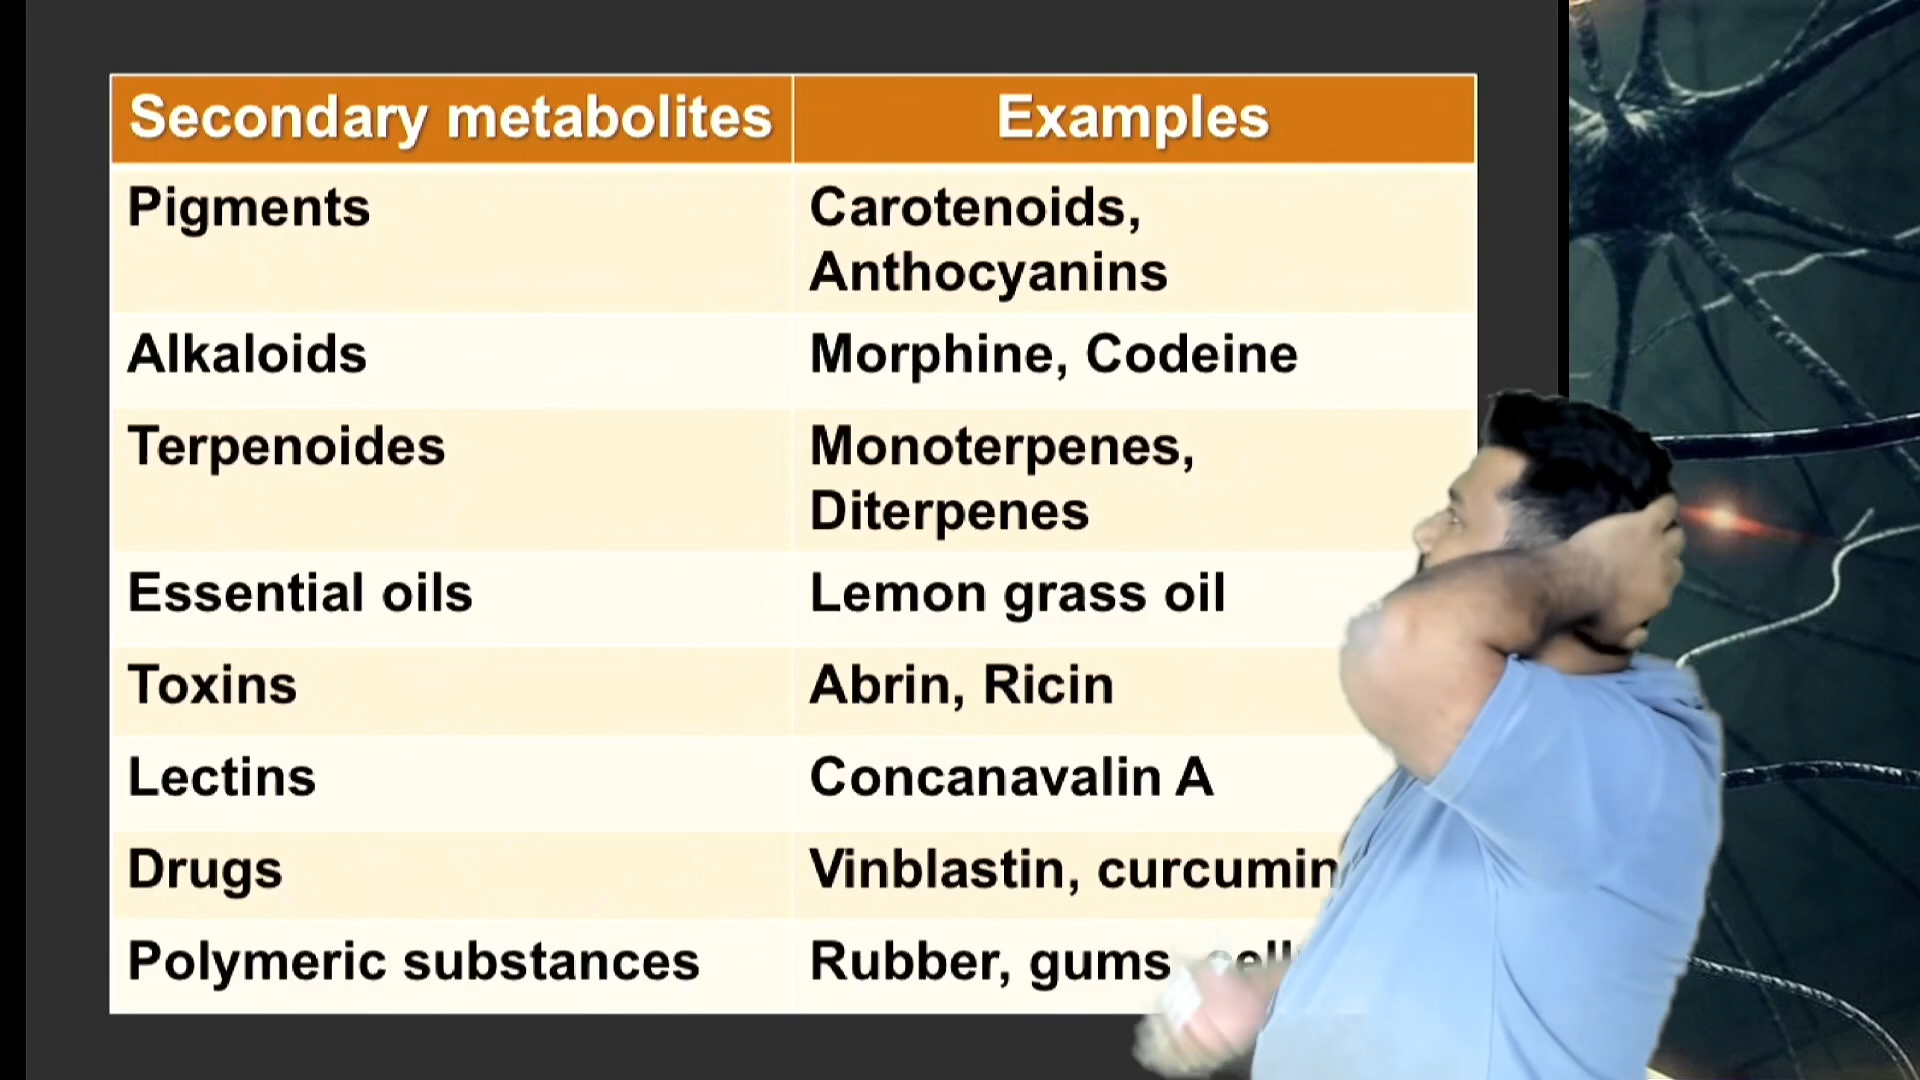 Secondary metabolites
Examples
Pigments
Carotenoids,
Anthocyanins
Alkaloids
Morphine, Codeine
Terpenoides
Monoterpenes,
Diterpenes
Essential oils
Lemon grass oil
Toxins
Abrin, Ricin
Lectins
Concanavalin A
Drugs
Vinblastin, curcumin
Polymeric substances
Rubber, gums